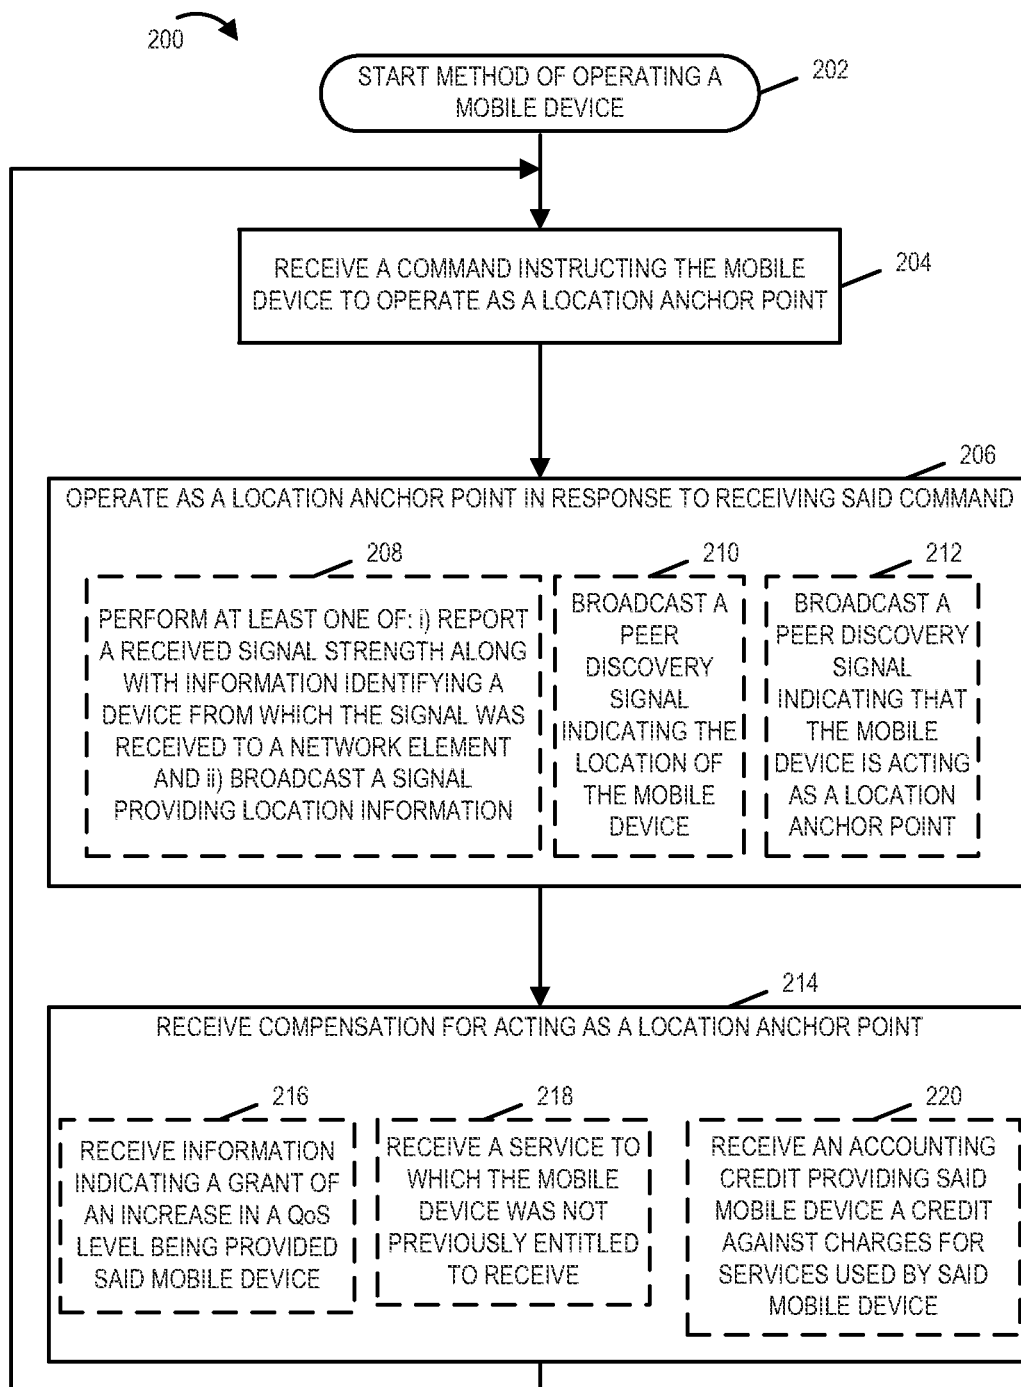 200
START METHOD OF OPERATING A
MOBILE DEVICE
202
RECEIVE A COMMAND INSTRUCTING THE MOBILE
DEVICE TO OPERATE AS A LOCATION ANCHOR POINT
204
206
OPERATE AS A LOCATION ANCHOR POINT IN RESPONSE TO RECEIVING SAID COMMAND
208
PERFORM AT LEAST ONE OF: i) REPORT
A RECEIVED SIGNAL STRENGTH ALONG
WITH INFORMATION IDENTIFYING A
DEVICE FROM WHICH THE SIGNAL WAS
RECEIVED TO A NETWORK ELEMENT
AND ii) BROADCAST A SIGNAL
PROVIDING LOCATION INFORMATION
210
BROADCAST A
PEER
DISCOVERY
SIGNAL
INDICATING THE
LOCATION OF
THE MOBILE
DEVICE
212
BROADCAST A
PEER DISCOVERY
SIGNAL
INDICATING THAT
THE MOBILE
DEVICE IS ACTING
AS A LOCATION
ANCHOR POINT
214
RECEIVE COMPENSATION FOR ACTING AS A LOCATION ANCHOR POINT
216
RECEIVE INFORMATION
INDICATING A GRANT OF
AN INCREASE IN A QoS
LEVEL BEING PROVIDED
SAID MOBILE DEVICE
218
RECEIVE A SERVICE TO
WHICH THE MOBILE
DEVICE WAS NOT
PREVIOUSLY ENTITLED
TO RECEIVE
220
RECEIVE AN ACCOUNTING
CREDIT PROVIDING SAID
MOBILE DEVICE A CREDIT
AGAINST CHARGES FOR
SERVICES USED BY SAID
MOBILE DEVICE